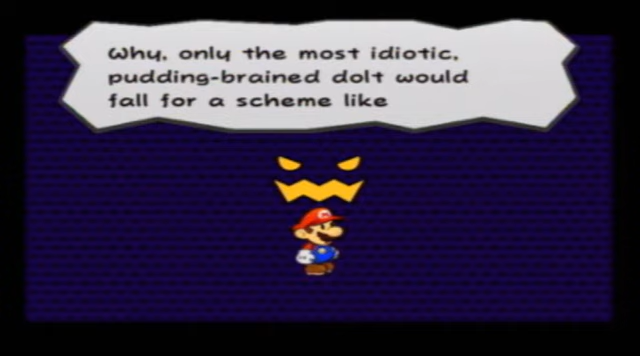 Why, only the most idiotic,
pudding-brained dolt would
fall for a scheme like